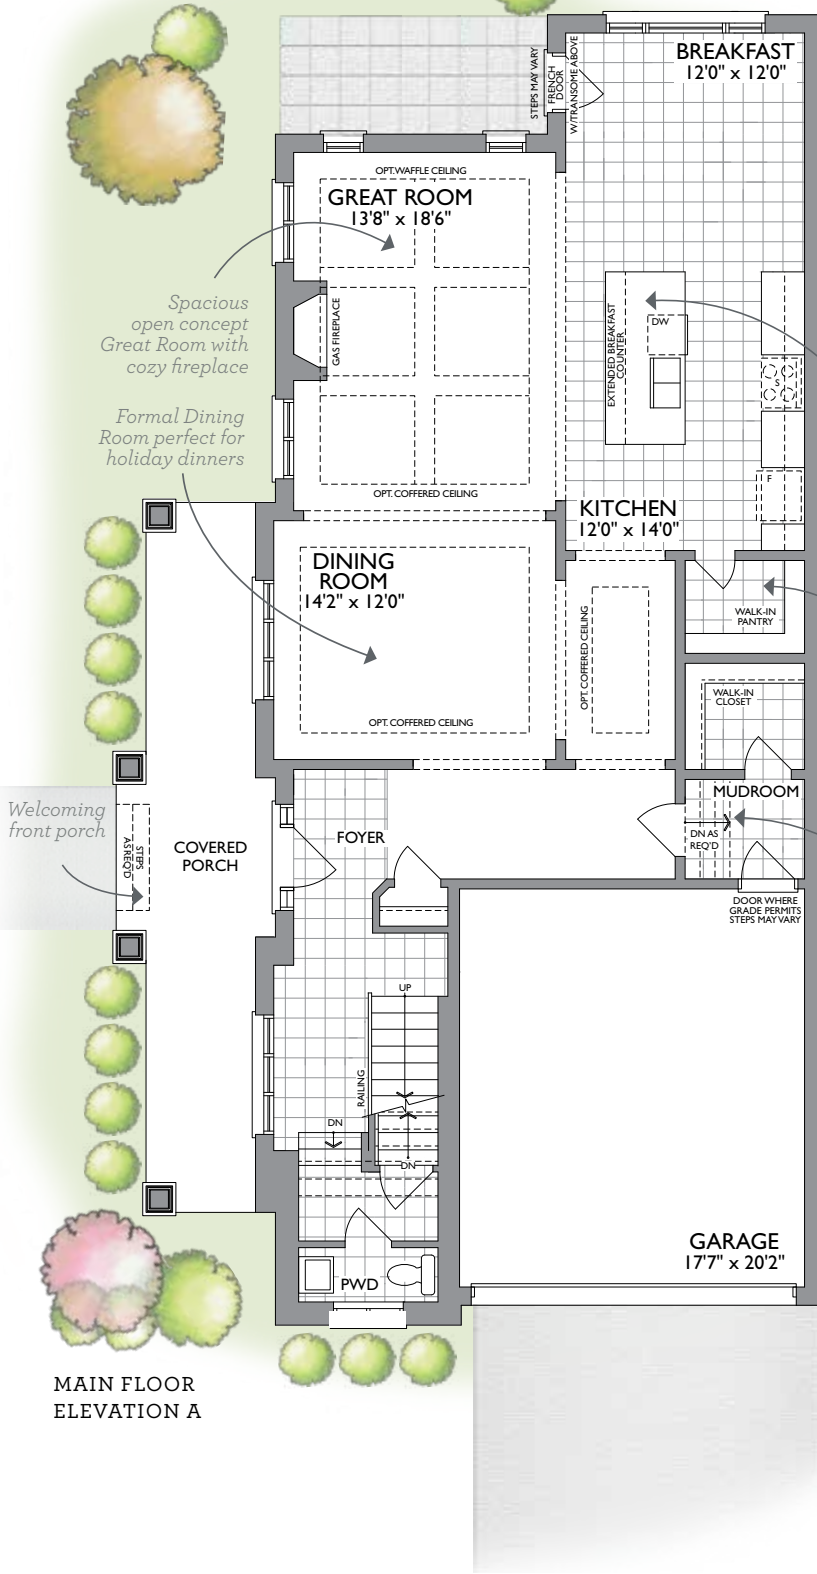 BREAKFAST
12'0" x 12'0"
STEPS MAY VARY
FRENCH
DOOR
W/TRANSOME ABOVE
OPT.WAFFLE CEILING
GREAT ROOM
13'8" x 18'6"
Spacious
open concept
Great Room with
cozy fireplace
GAS FIREPLACE
EXTENDED BREAKFAST
COUNTER
DW
S
F
Formal Dining
Room perfect for
holiday dinners
OPT. COFFERED CEILING
KITCHEN
12'0" x 14'0"
DINING
ROOM
14'2" x 12'0"
OPT. COFFERED CEILING
OPT. COFFERED CEILING
WALK-IN
PANTRY
WALK-IN
CLOSET
MUDROOM
DN AS
REQ'D
DOOR WHERE
GRADE PERMITS
STEPS MAY VARY
Welcoming
front porch
STEPS
AS REQ'D
COVERED
PORCH
FOYER
UP
RAILING
DN
DN
PWD
GARAGE
17'7" x 20'2"
MAIN FLOOR
ELEVATION A